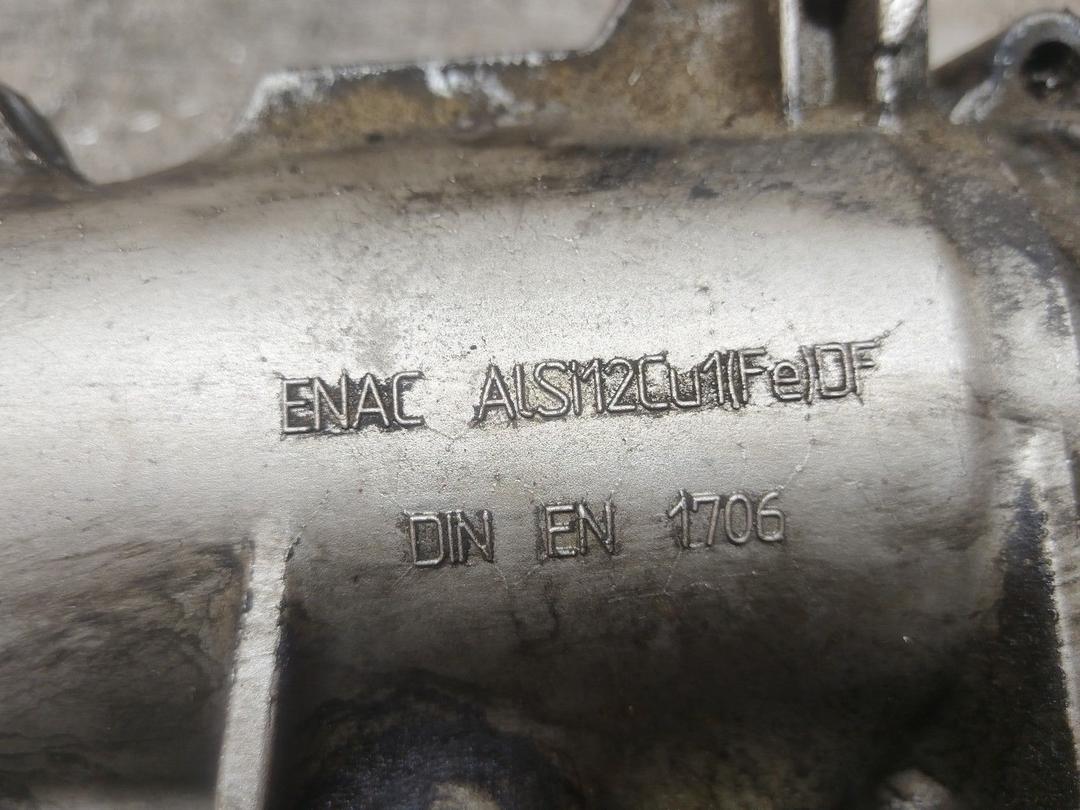 ENAC AlSi12Cu1(Fe)DF
DIN EN 1706